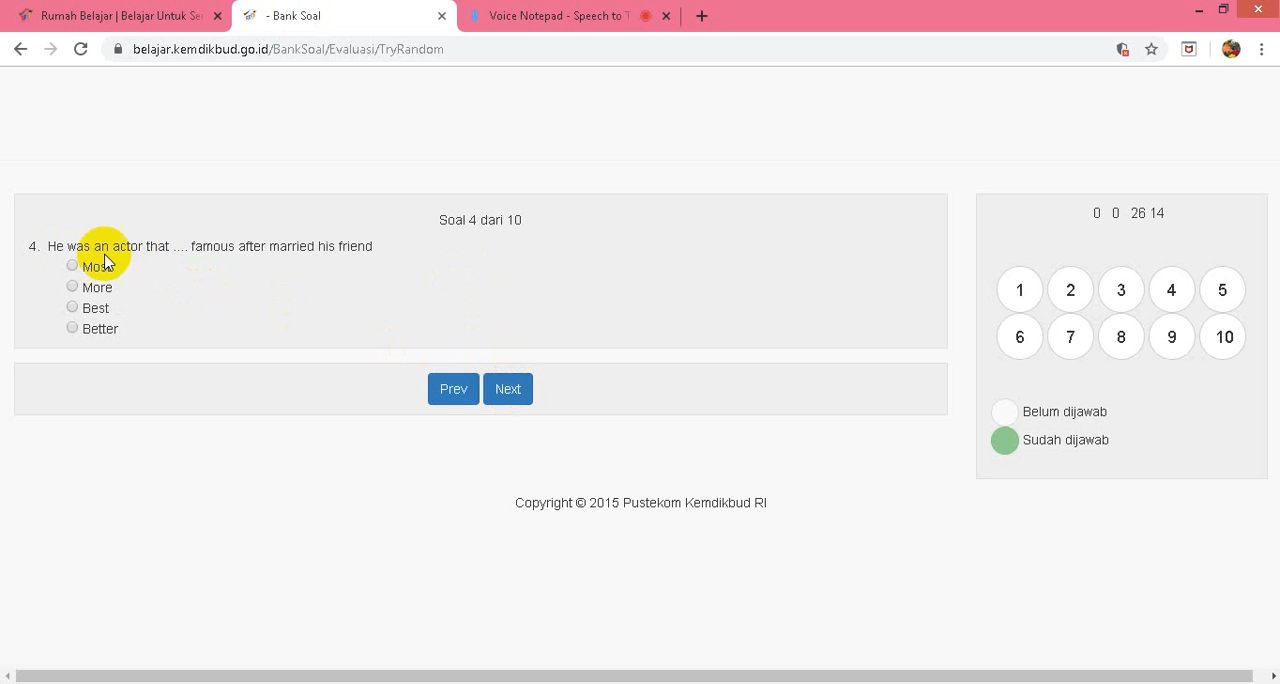 Rumah Belajar | Belajar Untuk Se
- Bank Soal
Voice Notepad - Speech to T
belajar.kemdikbud.go.id/BankSoal/Evaluasi/TryRandom
Soal 4 dari 10
4. He was an actor that .... famous after married his friend
Most
More
Best
Better
Prev Next
0 0 26 14
1 2 3 4 5
6 7 8 9 10
Belum dijawab
Sudah dijawab
Copyright © 2015 Pustekom Kemdikbud RI